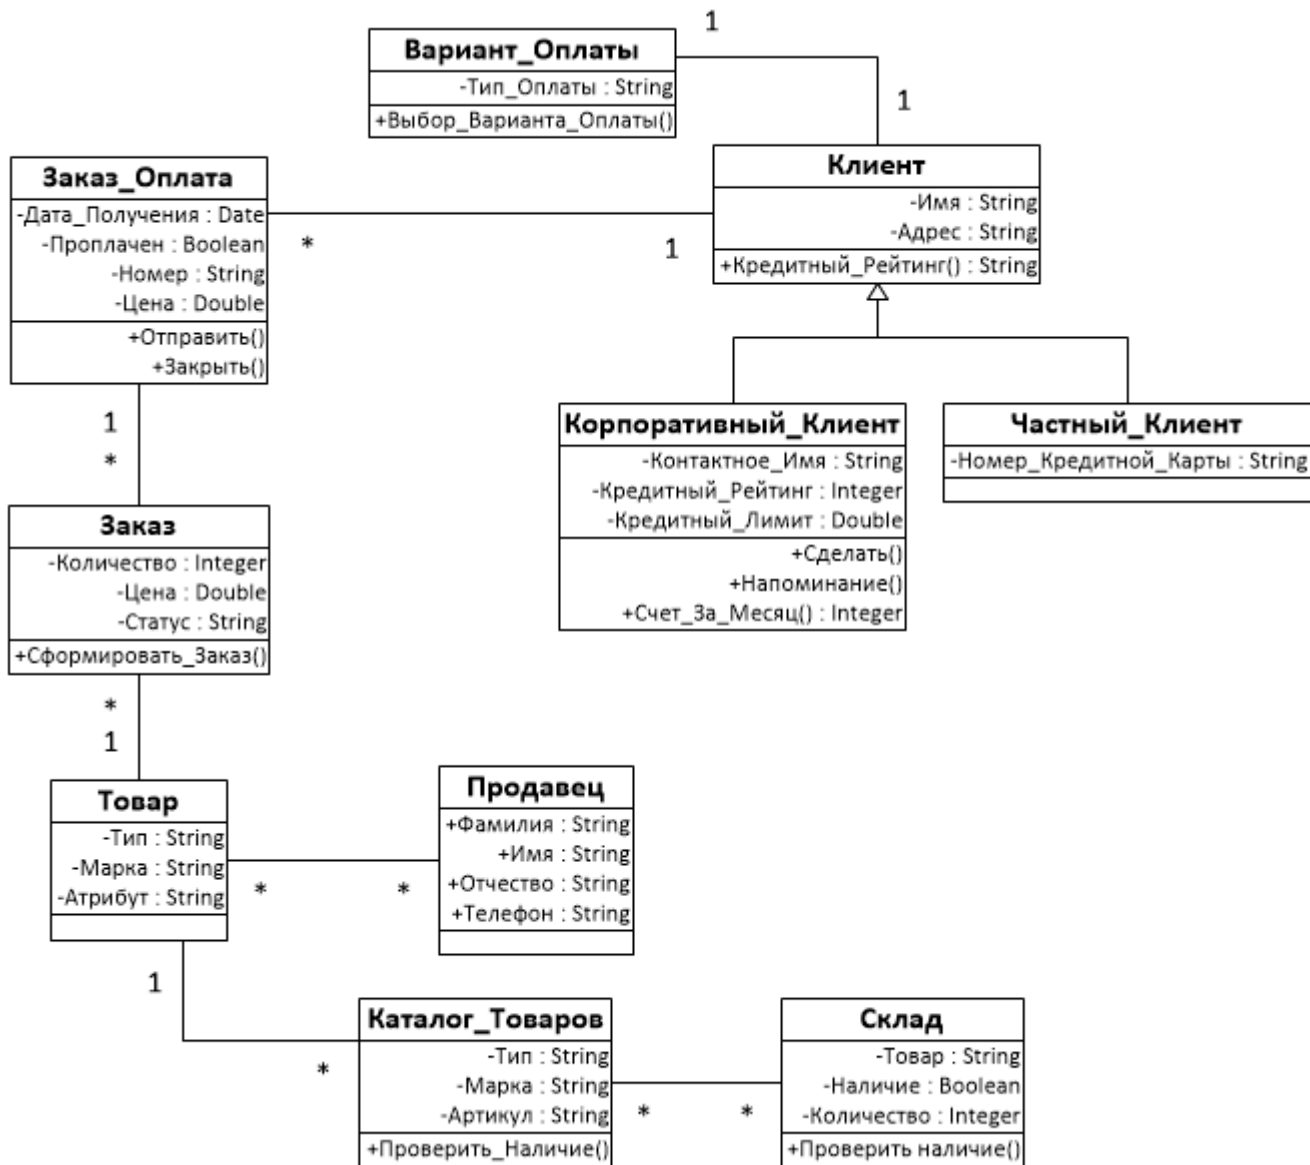 1
Вариант_Оплаты
-Тип_Оплаты : String
+Выбор_Варианта_Оплаты()
1
Заказ_Оплата
-Дата_Получения : Date
-Проплачен : Boolean
-Номер : String
-Цена : Double
+Отправить()
+Закрыть()
*
1
Клиент
-Имя : String
-Адрес : String
+Кредитный_Рейтинг() : String
1
*
Корпоративный_Клиент
-Контактное_Имя : String
-Кредитный_Рейтинг : Integer
-Кредитный_Лимит : Double
+Сделать()
+Напоминание()
+Счет_За_Месяц() : Integer
Частный_Клиент
-Номер_Кредитной_Карты : String
Заказ
-Количество : Integer
-Цена : Double
-Статус : String
+Сформировать_Заказ()
*
1
Товар
-Тип : String
-Марка : String
-Атрибут : String
*
*
Продавец
+Фамилия : String
+Имя : String
+Отчество : String
+Телефон : String
1
*
Каталог_Товаров
-Тип : String
-Марка : String
-Артикул : String
+Проверить_Наличие()
*
*
Склад
-Товар : String
-Наличие : Boolean
-Количество : Integer
+Проверить наличие()